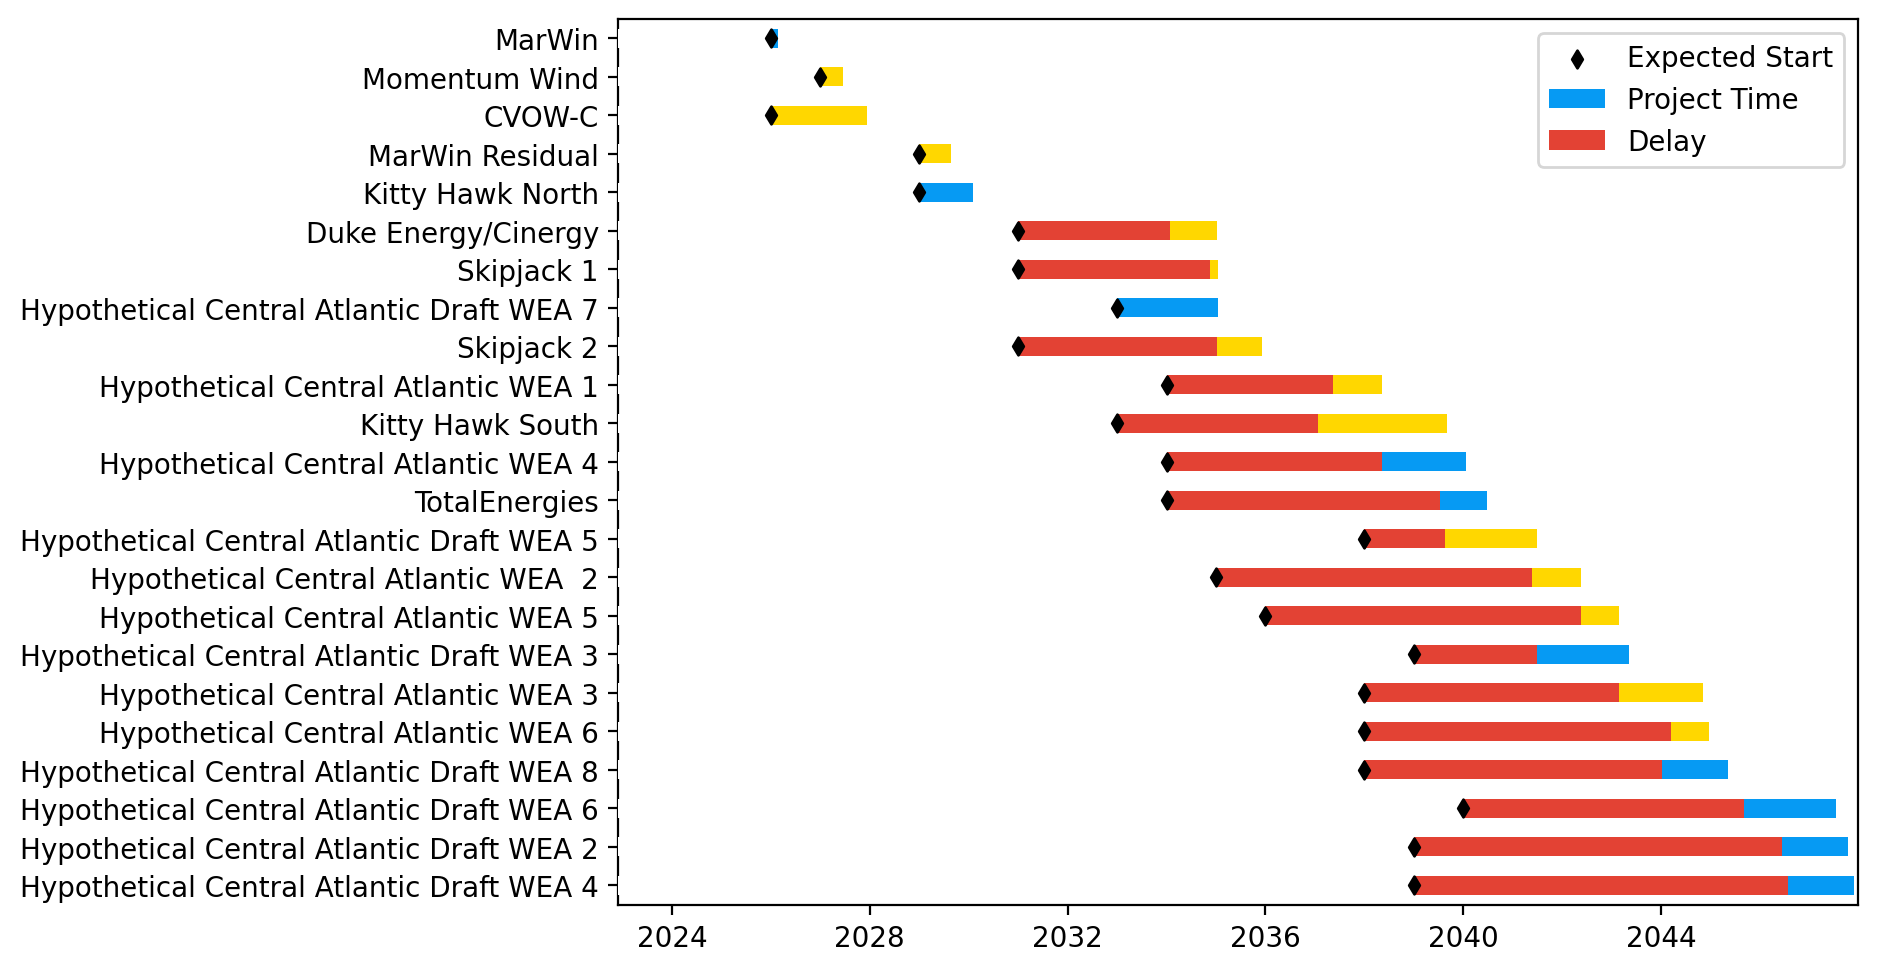 MarWin
Momentum Wind
CVOW-C
MarWin Residual
Kitty Hawk North
Duke Energy/Cinergy
Skipjack 1
Hypothetical Central Atlantic Draft WEA 7
Skipjack 2
Hypothetical Central Atlantic WEA 1
Kitty Hawk South
Hypothetical Central Atlantic WEA 4
TotalEnergies
Hypothetical Central Atlantic Draft WEA 5
Hypothetical Central Atlantic WEA  2
Hypothetical Central Atlantic WEA 5
Hypothetical Central Atlantic Draft WEA 3
Hypothetical Central Atlantic WEA 3
Hypothetical Central Atlantic WEA 6
Hypothetical Central Atlantic Draft WEA 8
Hypothetical Central Atlantic Draft WEA 6
Hypothetical Central Atlantic Draft WEA 2
Hypothetical Central Atlantic Draft WEA 4
Expected Start
Project Time
Delay
2024 2028 2032 2036 2040 2044